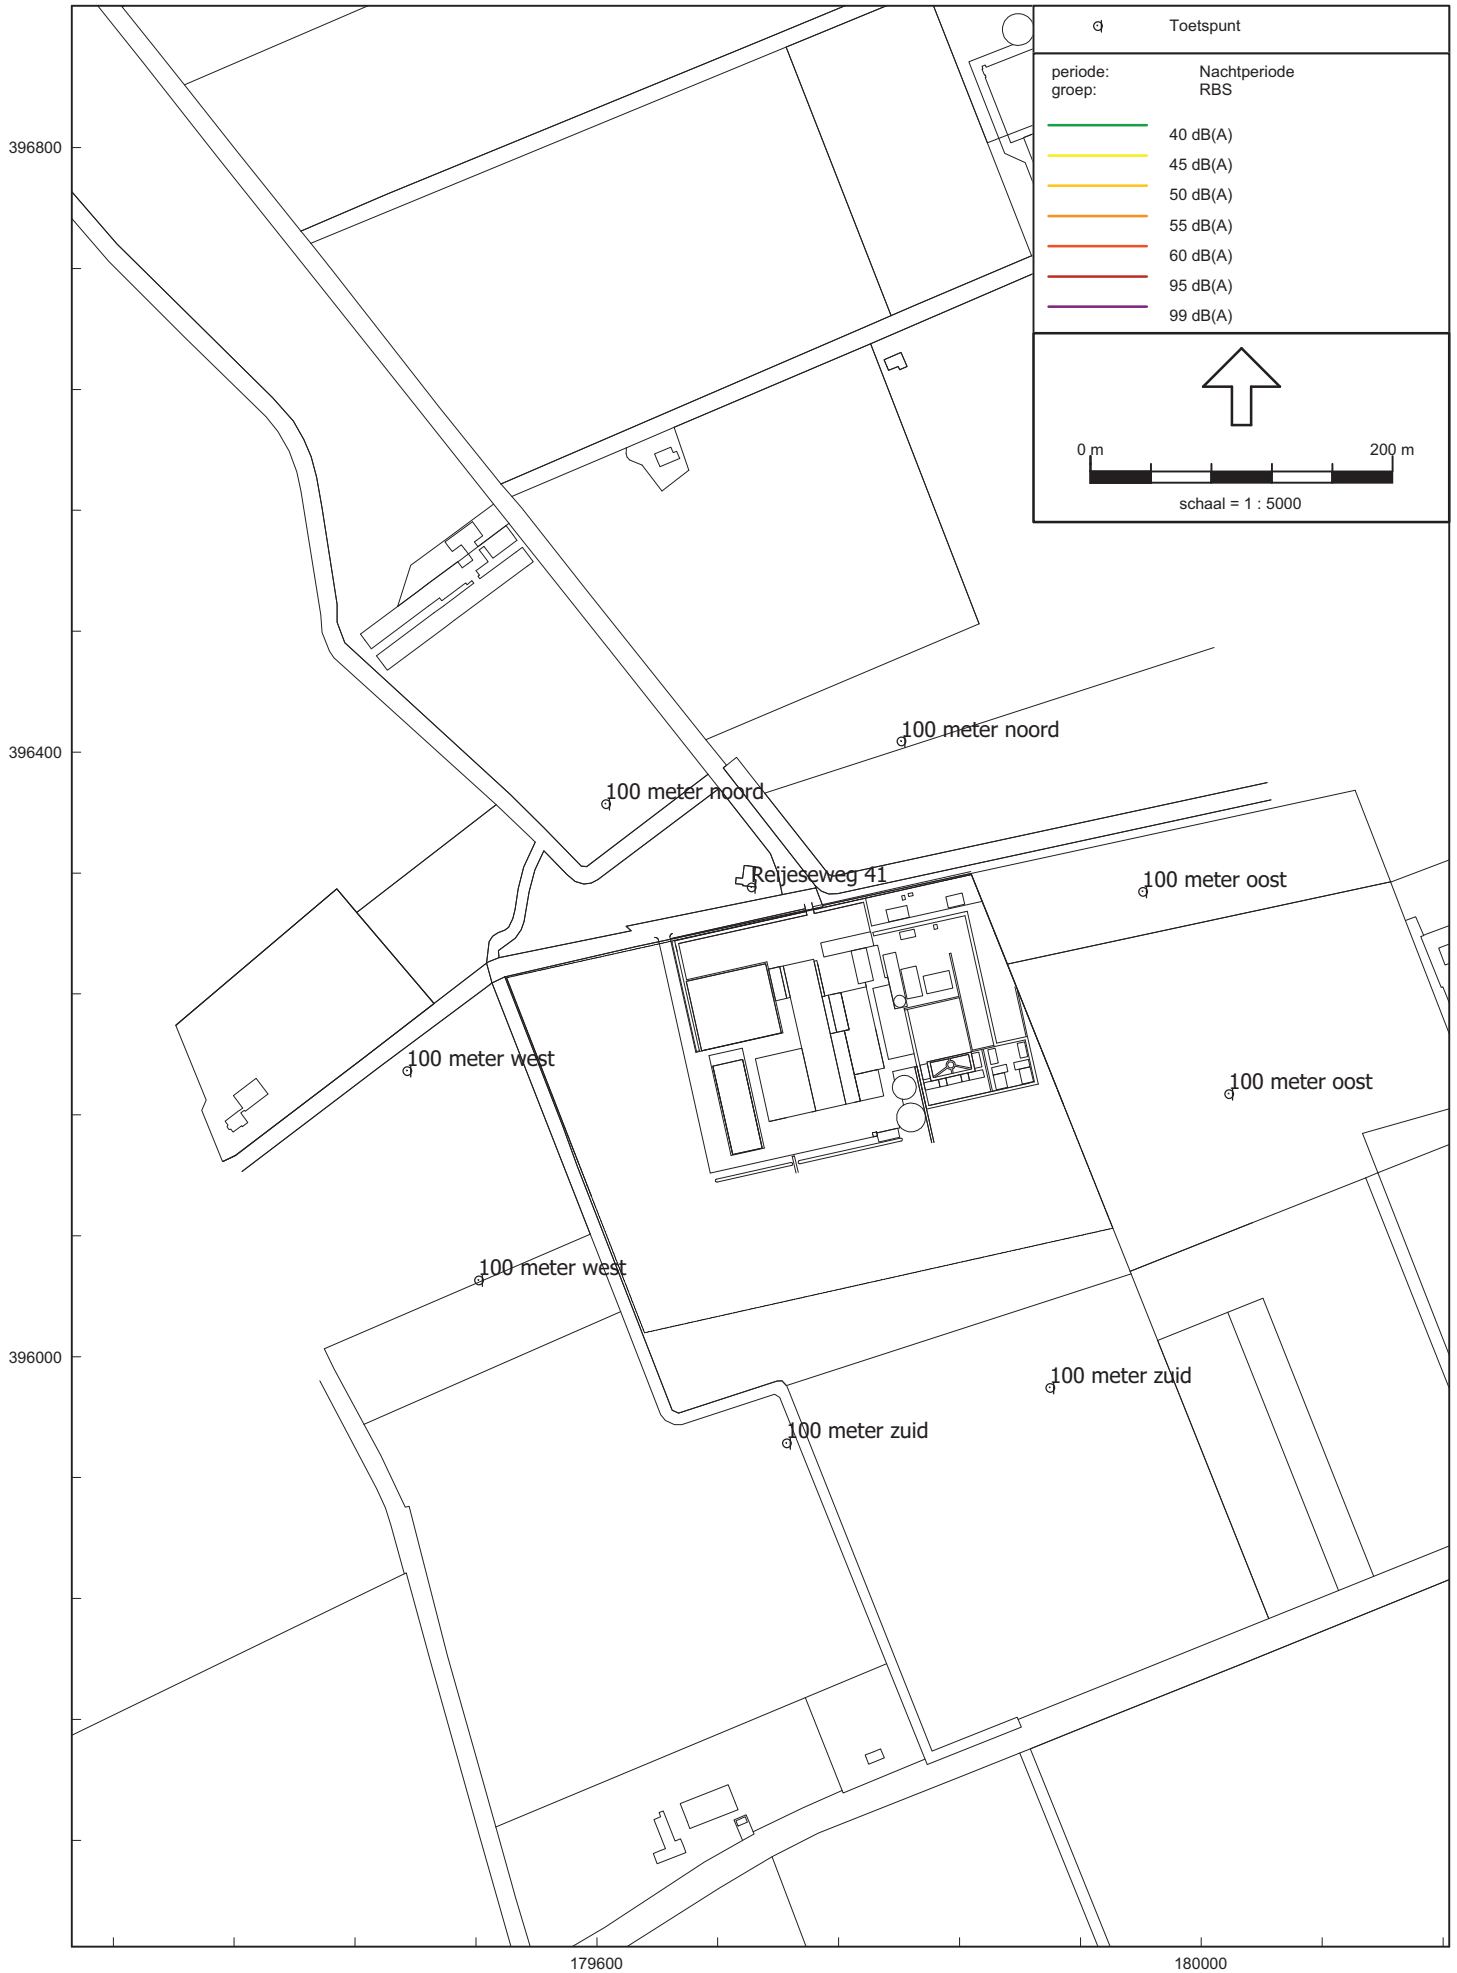 Toetspunt
periode: Nachtperiode
groep: RBS
40 dB(A)
45 dB(A)
50 dB(A)
55 dB(A)
60 dB(A)
95 dB(A)
99 dB(A)
0 m 200 m
schaal = 1 : 5000
396800
396400
396000
100 meter noord
100 meter noord
Reijeseweg 41
100 meter oost
100 meter west
100 meter oost
100 meter west
100 meter zuid
100 meter zuid
179600 180000